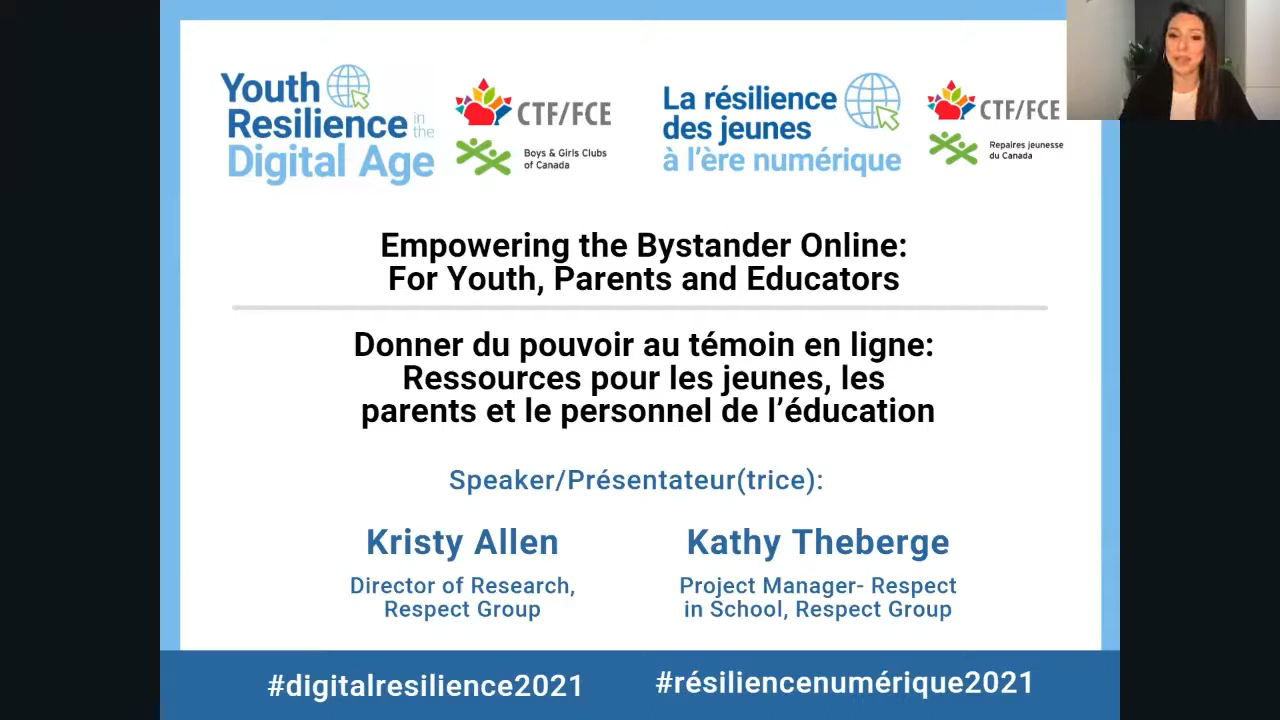 Youth
Resilience in the
Digital Age
CTF/FCE
Boys & Girls Clubs
of Canada
La résilience
des jeunes
à l'ère numérique
CTF/FCE
Repaires jeunesse
du Canada
Empowering the Bystander Online:
For Youth, Parents and Educators
Donner du pouvoir au témoin en ligne:
Ressources pour les jeunes, les
parents et le personnel de l'éducation
Speaker/Présentateur(trice):
Kristy Allen
Director of Research,
Respect Group
Kathy Theberge
Project Manager- Respect
in School, Respect Group
#digitalresilience2021
#résiliencenumérique2021